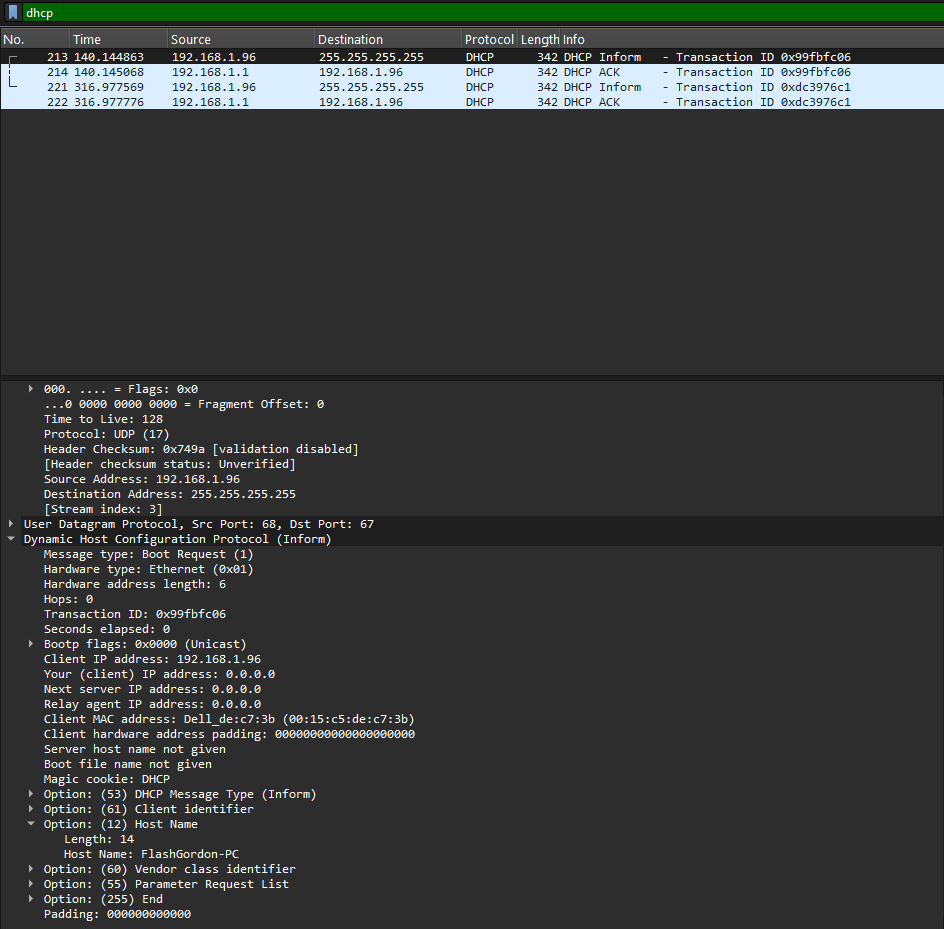 dhcp
No. Time Source Destination Protocol Length Info
213 140.144863 192.168.1.96 255.255.255.255 DHCP 342 DHCP Inform - Transaction ID 0x99fbfc06
214 140.145068 192.168.1.1 192.168.1.96 DHCP 342 DHCP ACK - Transaction ID 0x99fbfc06
221 316.977569 192.168.1.96 255.255.255.255 DHCP 342 DHCP Inform - Transaction ID 0xdc3976c1
222 316.977776 192.168.1.1 192.168.1.96 DHCP 342 DHCP ACK - Transaction ID 0xdc3976c1
000. .... = Flags: 0x0
...0 0000 0000 0000 = Fragment Offset: 0
Time to Live: 128
Protocol: UDP (17)
Header Checksum: 0x749a [validation disabled]
[Header checksum status: Unverified]
Source Address: 192.168.1.96
Destination Address: 255.255.255.255
[Stream index: 3]
User Datagram Protocol, Src Port: 68, Dst Port: 67
Dynamic Host Configuration Protocol (Inform)
Message type: Boot Request (1)
Hardware type: Ethernet (0x01)
Hardware address length: 6
Hops: 0
Transaction ID: 0x99fbfc06
Seconds elapsed: 0
Bootp flags: 0x0000 (Unicast)
Client IP address: 192.168.1.96
Your (client) IP address: 0.0.0.0
Next server IP address: 0.0.0.0
Relay agent IP address: 0.0.0.0
Client MAC address: Dell_de:c7:3b (00:15:c5:de:c7:3b)
Client hardware address padding: 00000000000000000000
Server host name not given
Boot file name not given
Magic cookie: DHCP
Option: (53) DHCP Message Type (Inform)
Option: (61) Client identifier
Option: (12) Host Name
Length: 14
Host Name: FlashGordon-PC
Option: (60) Vendor class identifier
Option: (55) Parameter Request List
Option: (255) End
Padding: 000000000000